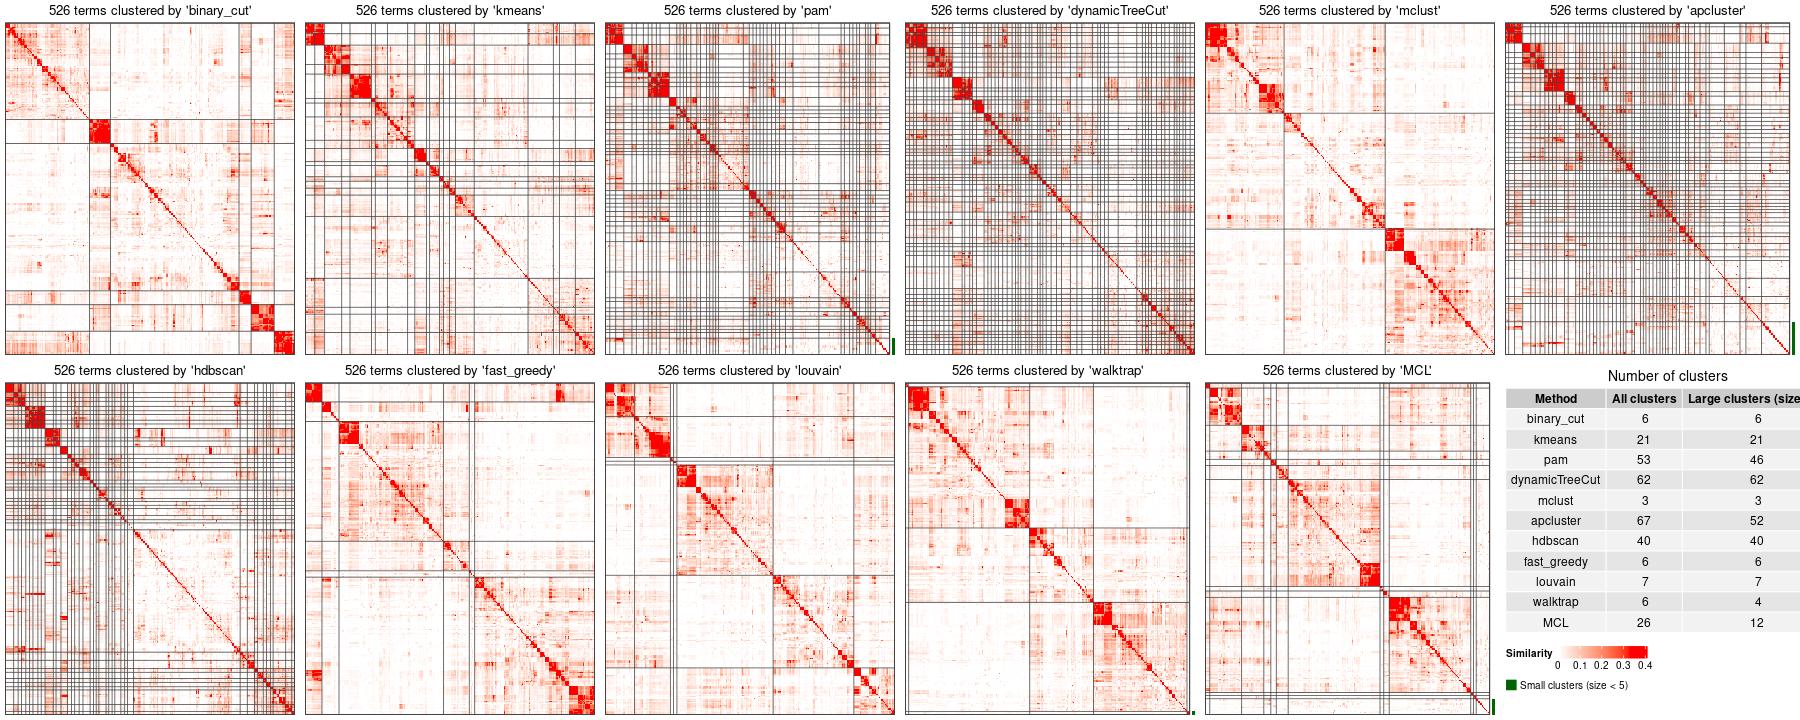 526 terms clustered by 'binary_cut'
526 terms clustered by 'kmeans'
526 terms clustered by 'pam'
526 terms clustered by 'dynamicTreeCut'
526 terms clustered by 'mclust'
526 terms clustered by 'apcluster'
526 terms clustered by 'hdbscan'
526 terms clustered by 'fast_greedy'
526 terms clustered by 'louvain'
526 terms clustered by 'walktrap'
526 terms clustered by 'MCL'
Number of clusters
Method All clusters Large clusters (size
binary_cut 6 6
kmeans 21 21
pam 53 46
dynamicTreeCut 62 62
mclust 3 3
apcluster 67 52
hdbscan 40 40
fast_greedy 6 6
louvain 7 7
walktrap 6 4
MCL 26 12
Similarity
0 0.1 0.2 0.3 0.4
Small clusters (size < 5)